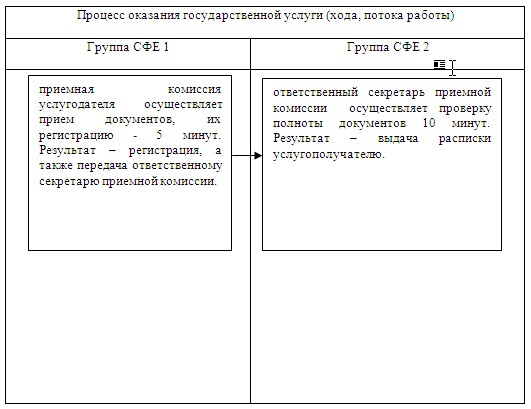 Процесс оказания государственной услуги (хода, потока работы)
Группа СФЕ 1
Группа СФЕ 2
приемная комиссия
услугодателя осуществляет
прием документов, их
регистрацию - 5 минут.
Результат – регистрация, а
также передача ответственному
секретарю приемной комиссии.
ответственный секретарь приемной
комиссии осуществляет проверку
полноты документов 10 минут.
Результат – выдача расписки
услугополучателю.